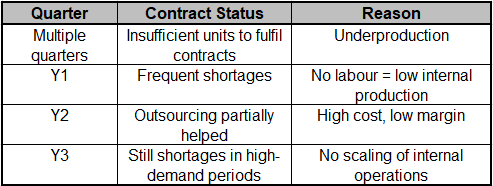 Quarter Contract Status Reason
Multiple Insufficient units to fulfil Underproduction
quarters contracts
Y1 Frequent shortages No labour = low internal
production
Y2 Outsourcing partially High cost, low margin
helped
Y3 Still shortages in high- No scaling of internal
demand periods operations